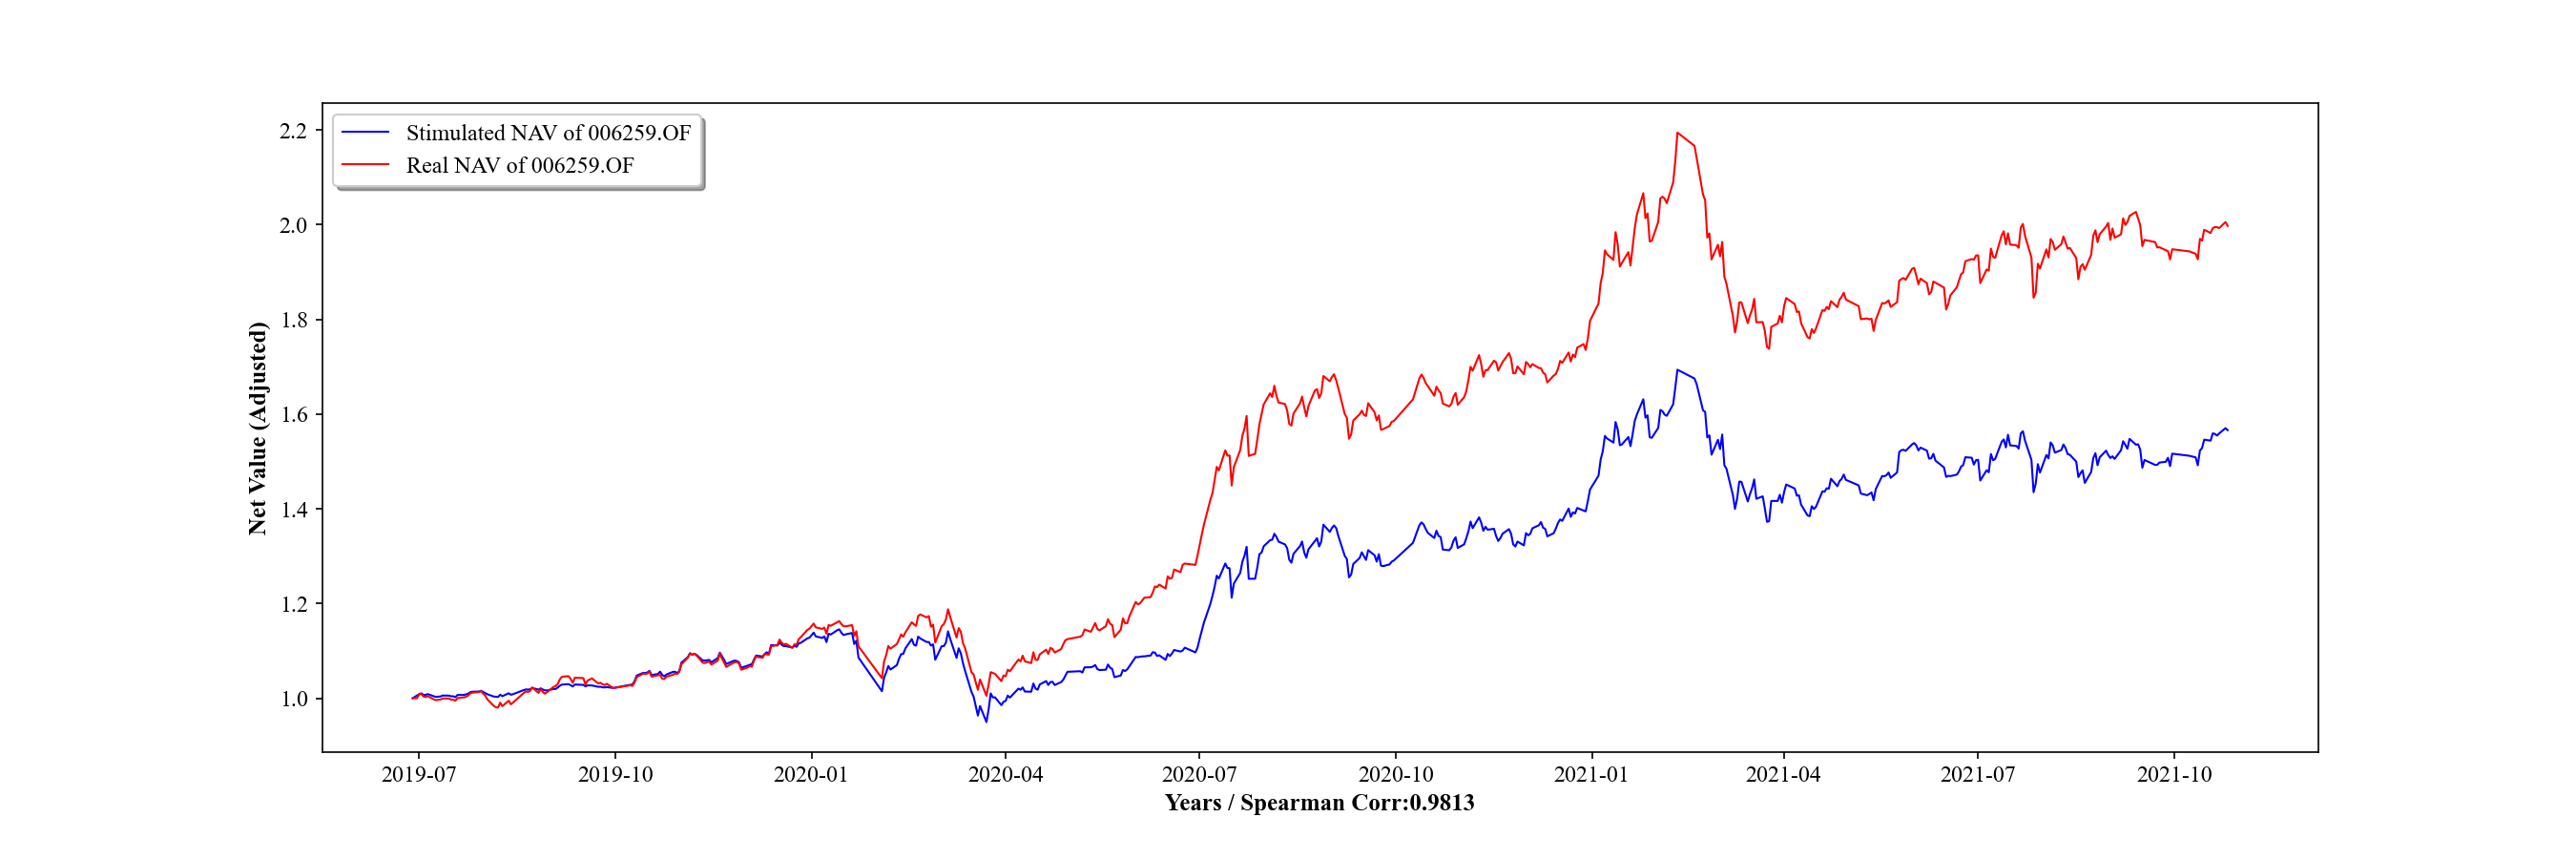 Stimulated NAV of 006259.OF
Real NAV of 006259.OF
Net Value (Adjusted)
2.2
2.0
1.8
1.6
1.4
1.2
1.0
2019-07 2019-10 2020-01 2020-04 2020-07 2020-10 2021-01 2021-04 2021-07 2021-10
Years / Spearman Corr:0.9813